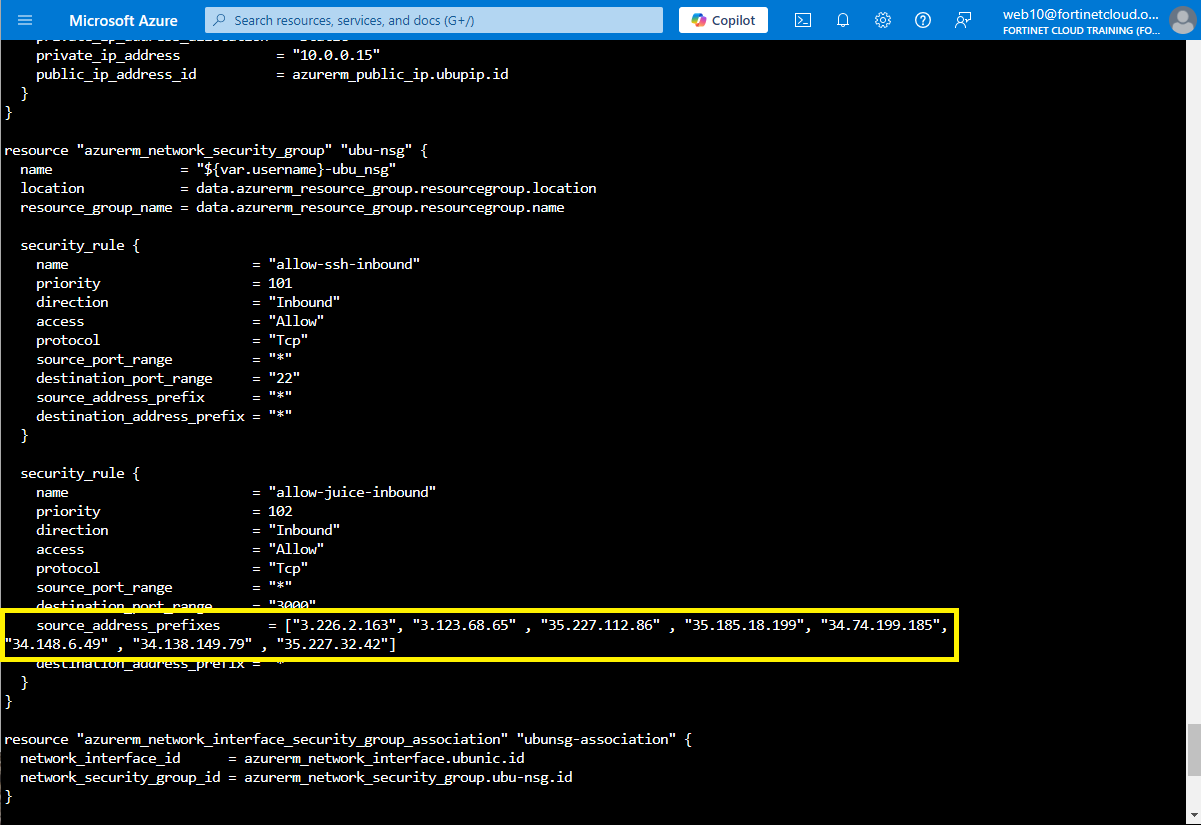 Microsoft Azure
Search resources, services, and docs (G+/)
Copilot
web10@fortinetcloud.o...
FORTINET CLOUD TRAINING (FO...
private_ip_address = "10.0.0.15"
public_ip_address_id = azurerm_public_ip.ubupip.id
}
}
resource "azurerm_network_security_group" "ubu-nsg" {
name = "${var.username}-ubu_nsg"
location = data.azurerm_resource_group.resourcegroup.location
resource_group_name = data.azurerm_resource_group.resourcegroup.name
security_rule {
name = "allow-ssh-inbound"
priority = 101
direction = "Inbound"
access = "Allow"
protocol = "Tcp"
source_port_range = "*"
destination_port_range = "22"
source_address_prefix = "*"
destination_address_prefix = "*"
}
security_rule {
name = "allow-juice-inbound"
priority = 102
direction = "Inbound"
access = "Allow"
protocol = "Tcp"
source_port_range = "*"
destination_port_range = "3000"
source_address_prefixes = ["3.226.2.163", "3.123.68.65" , "35.227.112.86" , "35.185.18.199", "34.74.199.185",
"34.148.6.49" , "34.138.149.79" , "35.227.32.42"]
destination_address_prefix = "*"
}
}
resource "azurerm_network_interface_security_group_association" "ubunsg-association" {
network_interface_id = azurerm_network_interface.ubunic.id
network_security_group_id = azurerm_network_security_group.ubu-nsg.id
}